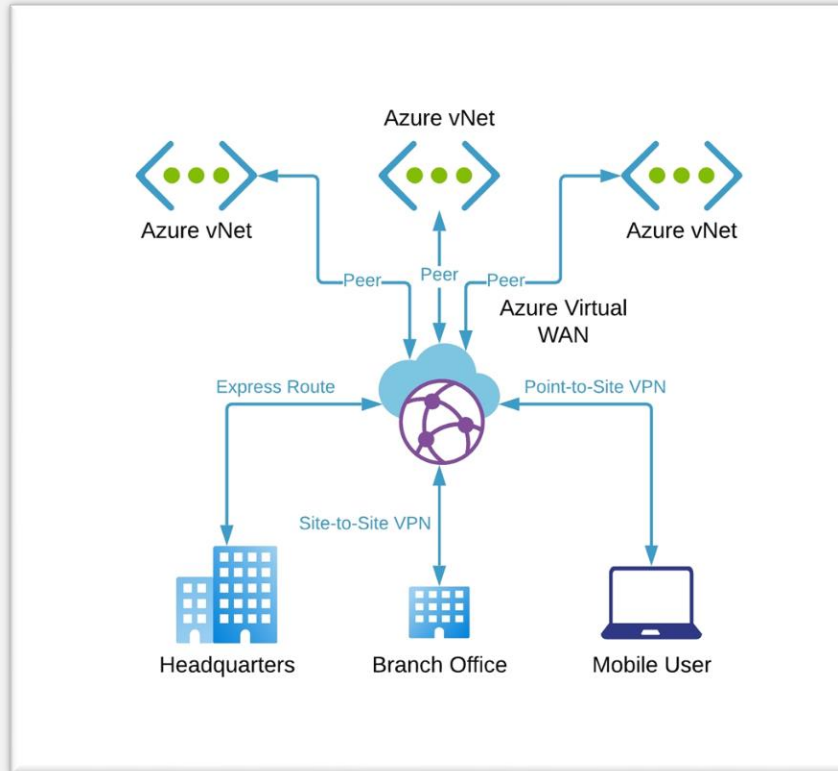 Azure vNet
Azure vNet
Azure vNet
Peer
Peer
Peer
Azure Virtual
WAN
Express Route
Point-to-Site VPN
Site-to-Site VPN
Headquarters
Branch Office
Mobile User